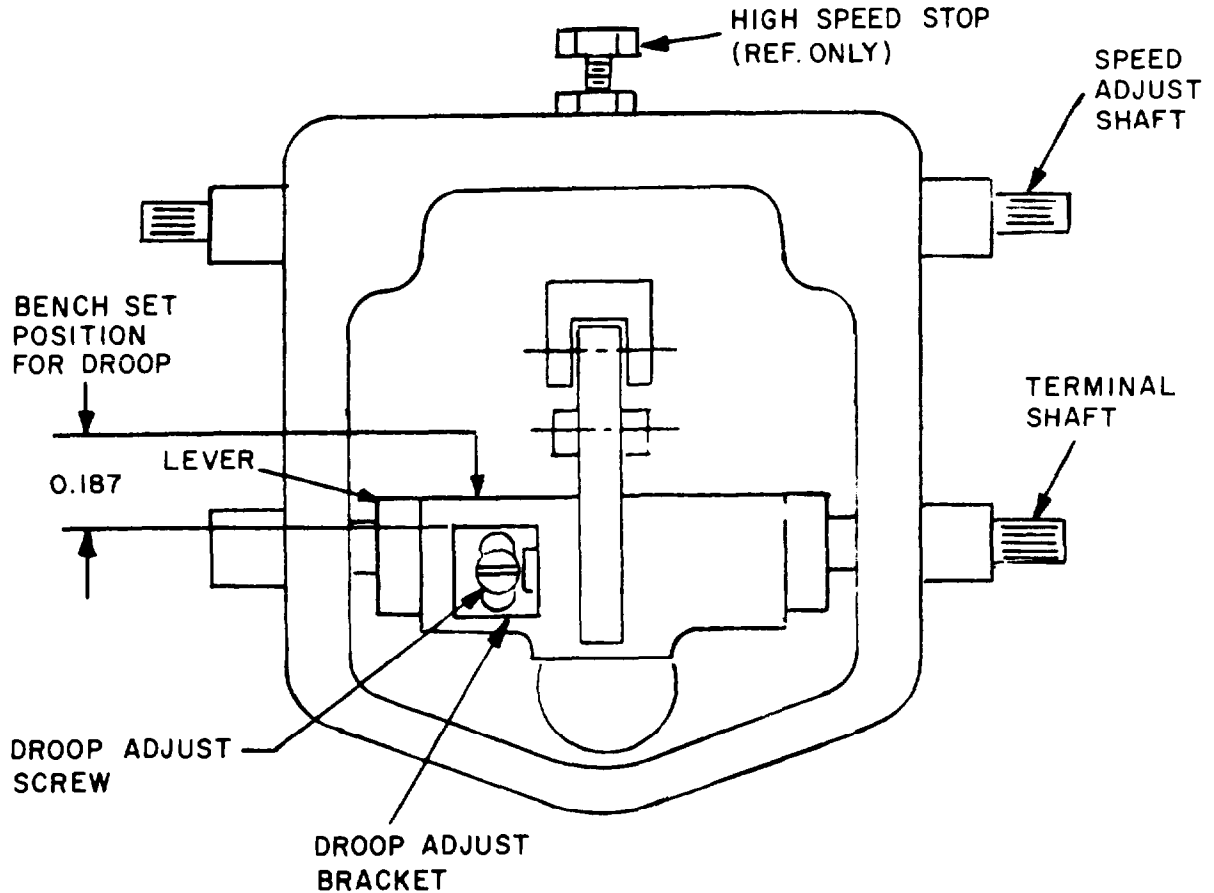 HIGH SPEED STOP
(REF. ONLY)
SPEED
ADJUST
SHAFT
BENCH SET
POSITION
FOR DROOP
TERMINAL
SHAFT
LEVER
0.187
DROOP ADJUST
SCREW
DROOP ADJUST
BRACKET